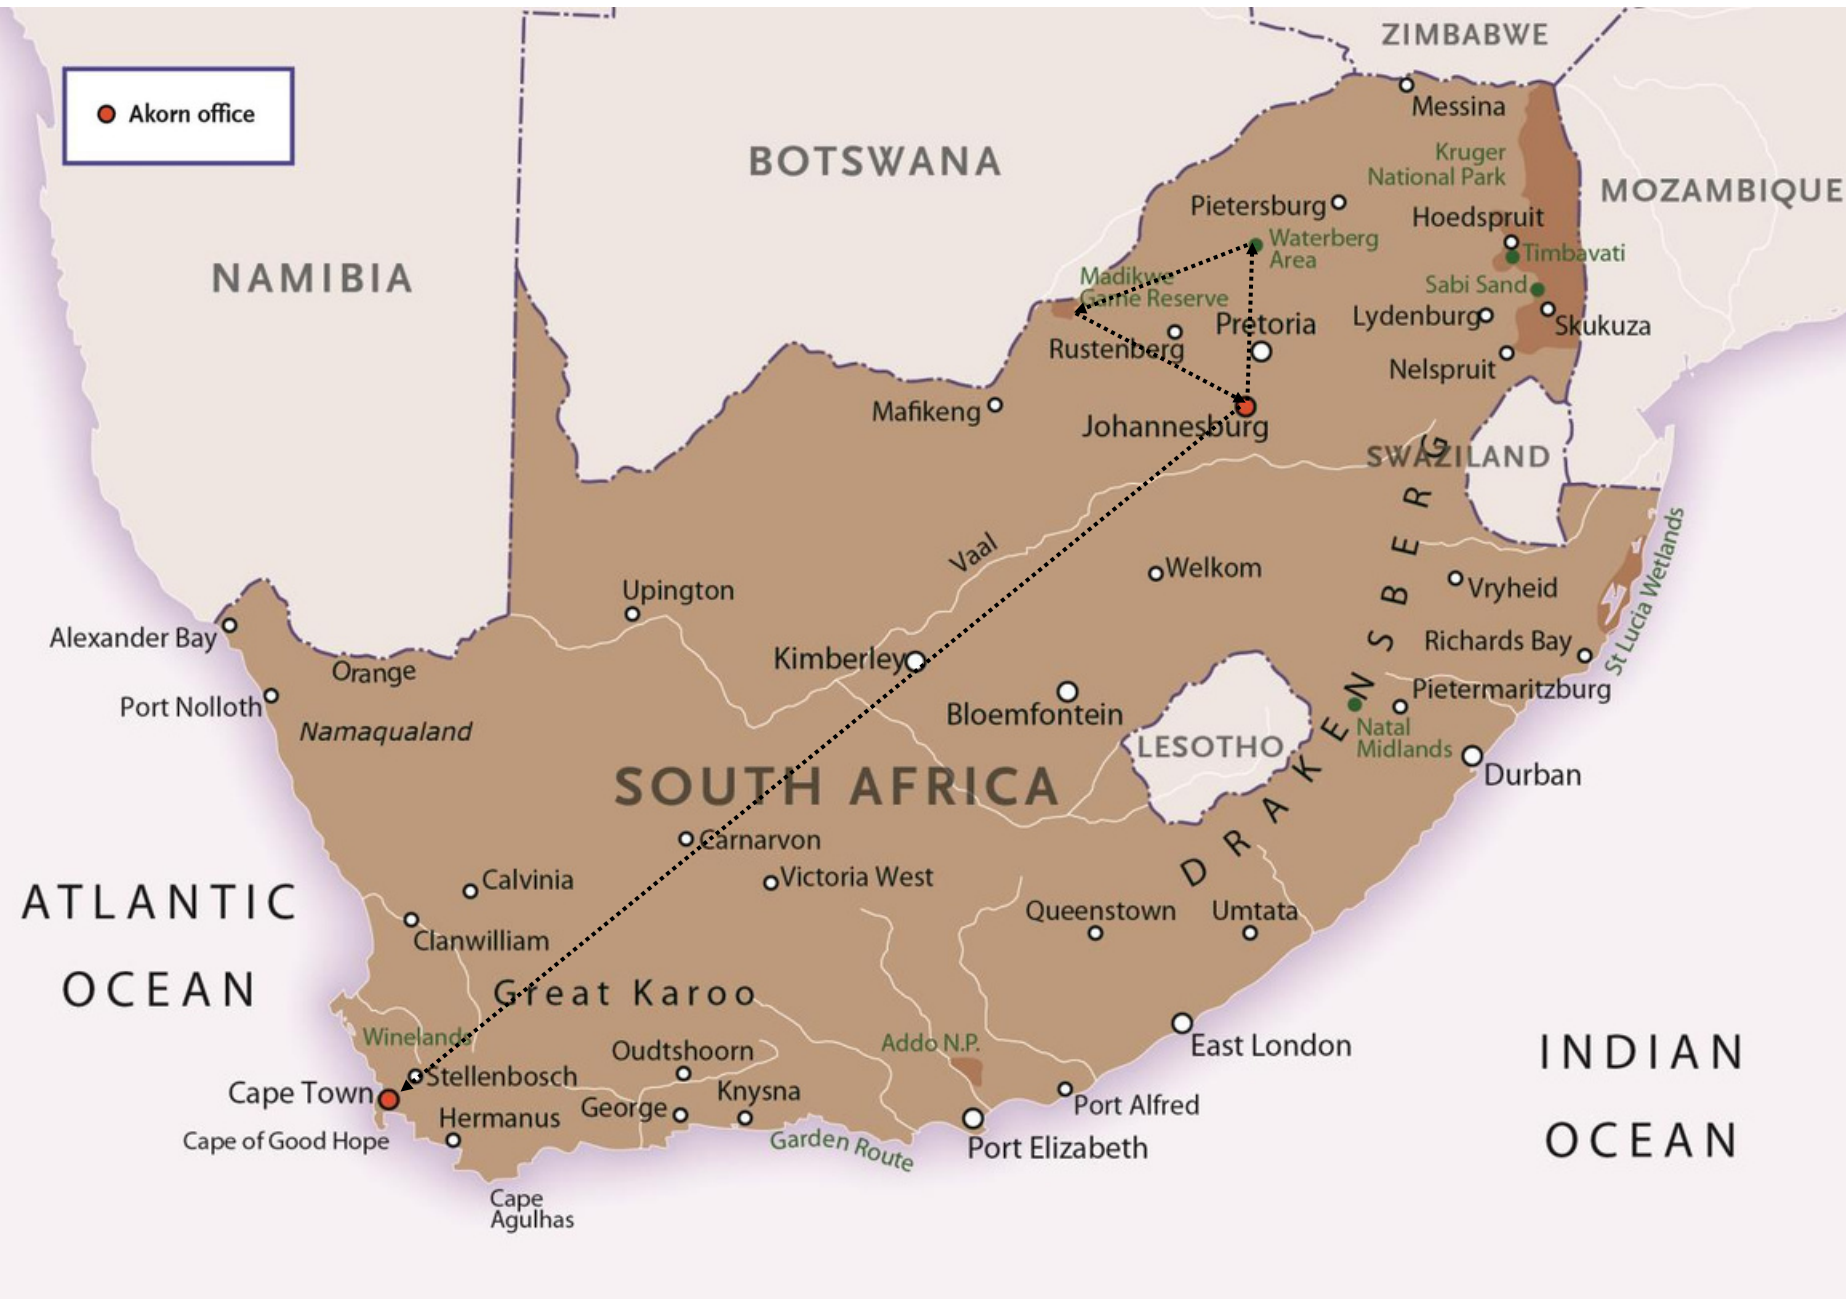 ZIMBABWE
Akorn office
Messina
BOTSWANA
Kruger
National Park
MOZAMBIQUE
Pietersburg
Hoedspruit
Waterberg
Area
Timbavati
NAMIBIA
Madikwe
Game Reserve
Sabi Sand
Pretoria
Lydenburg
Skukuza
Rustenberg
Nelspruit
Mafikeng
Johannesburg
SWAZILAND
Vaal
Welkom
Vryheid
St Lucia Wetlands
Upington
Alexander Bay
Richards Bay
Kimberley
Orange
Pietermaritzburg
Port Nolloth
Bloemfontein
Namaqualand
Natal
Midlands
LESOTHO
DRAKENSBERG
Durban
SOUTH AFRICA
Carnarvon
Calvinia
Victoria West
ATLANTIC
OCEAN
Queenstown
Umtata
Clanwilliam
Great Karoo
Winelands
Addo N.P.
East London
Oudtshoorn
INDIAN
OCEAN
Stellenbosch
Cape Town
Knysna
Port Alfred
George
Hermanus
Cape of Good Hope
Garden Route
Port Elizabeth
Cape
Agulhas